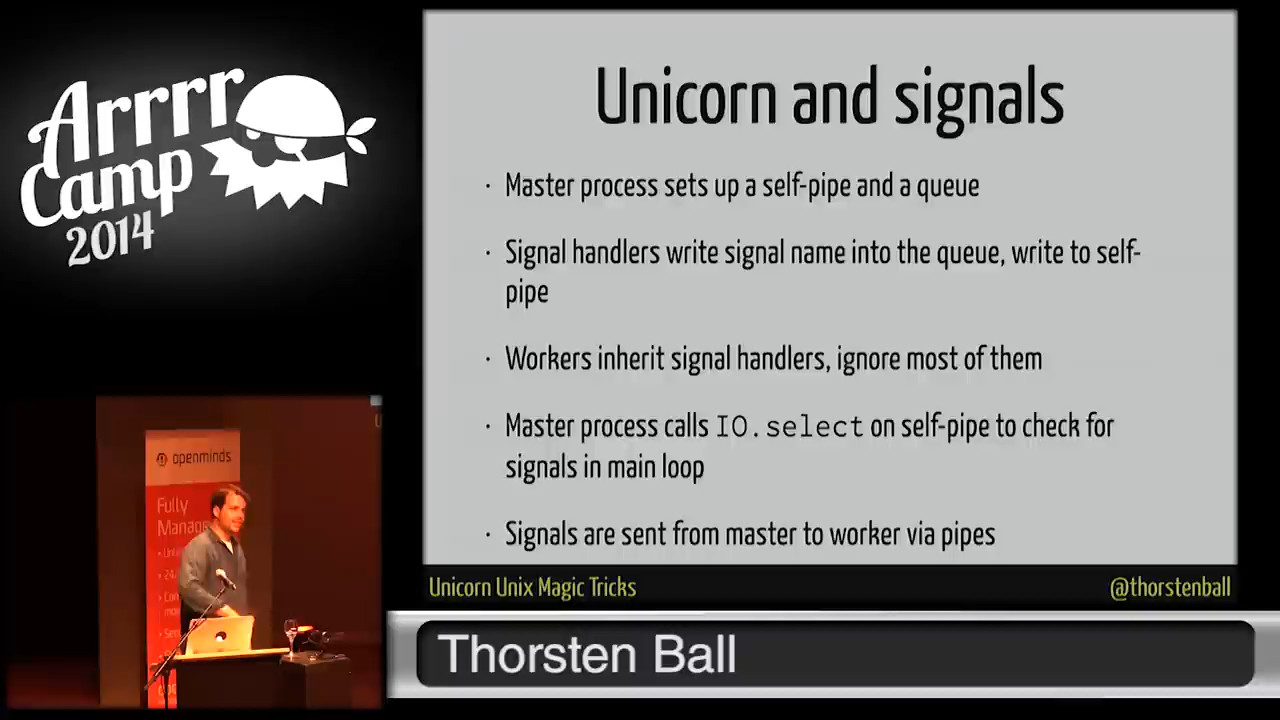 Arrrr
Camp
2014
Unicorn and signals
· Master process sets up a self-pipe and a queue
· Signal handlers write signal name into the queue, write to self-
pipe
· Workers inherit signal handlers, ignore most of them
· Master process calls IO.select on self-pipe to check for
signals in main loop
· Signals are sent from master to worker via pipes
Unicorn Unix Magic Tricks
@thorstenball
openminds
Fully
Thorsten Ball